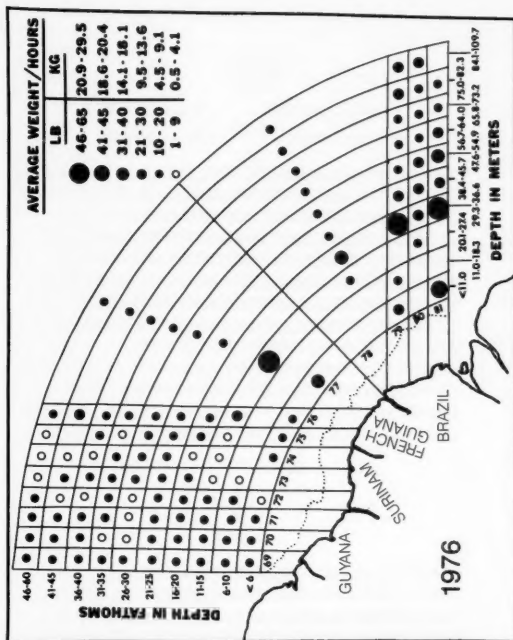 AVERAGE WEIGHT/HOURS
LB KG
46-65 20.9-29.5
41-45 18.6-20.4
31-40 14.1-18.1
21-30 9.5-13.6
10-20 4.5-9.1
1-9 0.5-4.1
DEPTH IN FATHOMS
46-60
41-45
36-40
31-35
26-30
21-25
16-20
11-15
6-10
<6
69
70
71
72
73
74
75
76
77
78
79
80
81
GUYANA
SURINAM
FRENCH
GUIANA
BRAZIL
1976
<11.0 20.1-27.4 38.4-45.7 56.7-64.0 75.0-82.3
11.0-18.3 29.3-36.6 47.6-54.9 65.8-73.2 84.1-109.7
DEPTH IN METERS